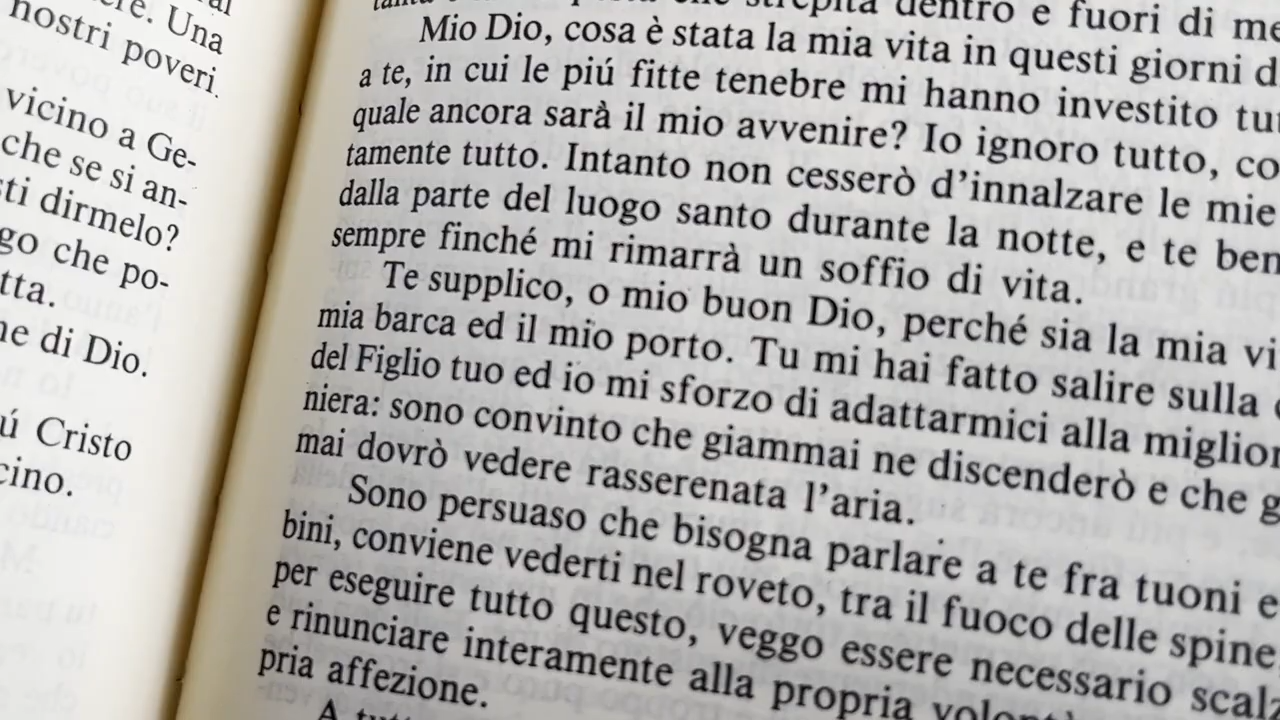 Una
nostri poveri
vicino a Ge-
che se si an-
dirmelo?
che po-
di Dio.
Cristo
dentro e fuori di
Mio Dio, cosa è stata la mia vita in questi giorni
a te, in cui le piú fitte tenebre mi hanno investito
quale ancora sarà il mio avvenire? Io ignoro tutto,
tamente tutto. Intanto non cesserò d'innalzare le mie
dalla parte del luogo santo durante la notte, e te
sempre finché mi rimarrà un soffio di vita.
Te supplico, o mio buon Dio, perché sia la mia
mia barca ed il mio porto. Tu mi hai fatto salire sulla
del Figlio tuo ed io mi sforzo di adattarmici alla
niera: sono convinto che giammai ne discenderò e che
mai dovrò vedere rasserenata l'aria.
Sono persuaso che bisogna parlare a te fra tuoni e
bini, conviene vederti nel roveto, tra il fuoco delle spine
per eseguire tutto questo, veggo essere necessario
e rinunciare interamente alla propria
pria affezione.
A